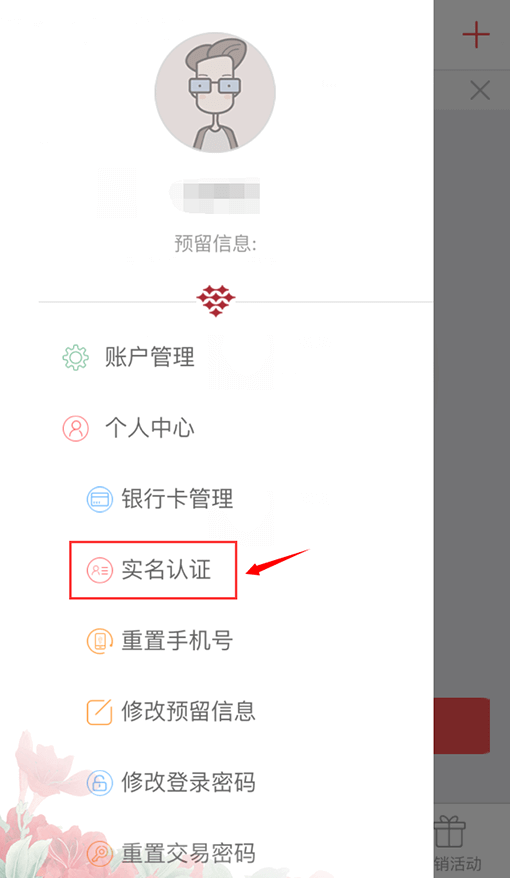 预留信息:
账户管理
个人中心
银行卡管理
实名认证
重置手机号
修改预留信息
修改登录密码
重置交易密码
销活动